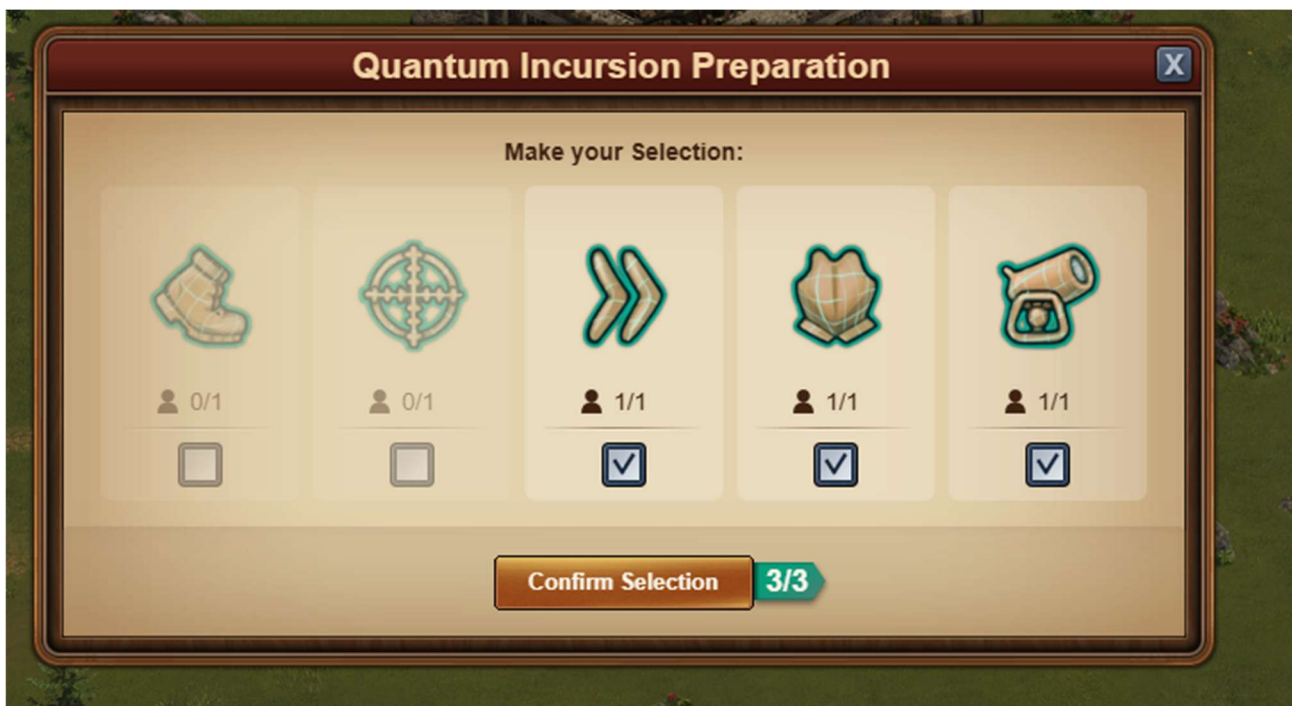 Quantum Incursion Preparation
X
Make your Selection:
0/1
0/1
1/1
1/1
1/1
Confirm Selection
3/3